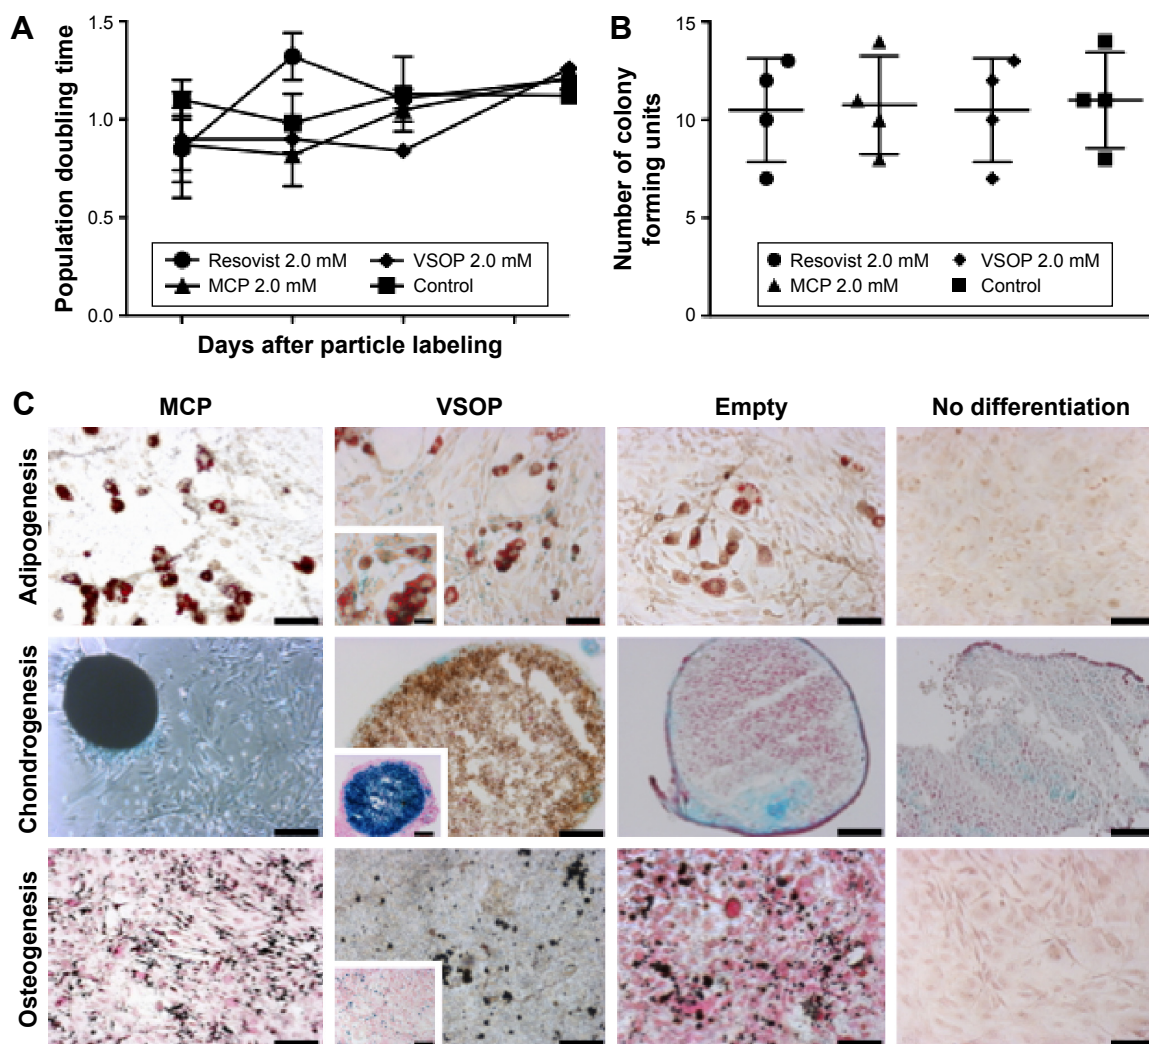 A
Population doubling time
1.5
1.0
0.5
0.0
Resovist 2.0 mM
VSOP 2.0 mM
MCP 2.0 mM
Control
Days after particle labeling
B
Number of colony
forming units
15
10
5
0
Resovist 2.0 mM
VSOP 2.0 mM
MCP 2.0 mM
Control
C
MCP
VSOP
Empty
No differentiation
Adipogenesis
Chondrogenesis
Osteogenesis